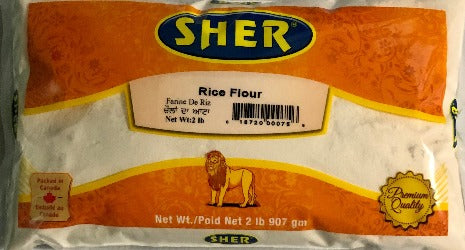 SHER
Rice Flour
Farine De Riz
ਚੌਲਾਂ ਦਾ ਆਟਾ
Net Wt:2 lb
Packed in
Canada
Emballé au
Canada
Premium
Quality
Net Wt./Poid Net 2 lb 907 gm
SHER